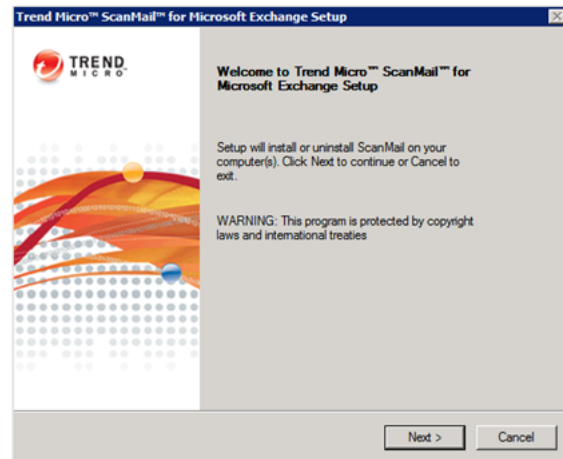 Trend Micro™ ScanMail™ for Microsoft Exchange Setup
TREND
MICRO
Welcome to Trend Micro™ ScanMail™ for
Microsoft Exchange Setup
Setup will install or uninstall ScanMail on your
computer(s). Click Next to continue or Cancel to
exit.
WARNING: This program is protected by copyright
laws and international treaties
Next >
Cancel